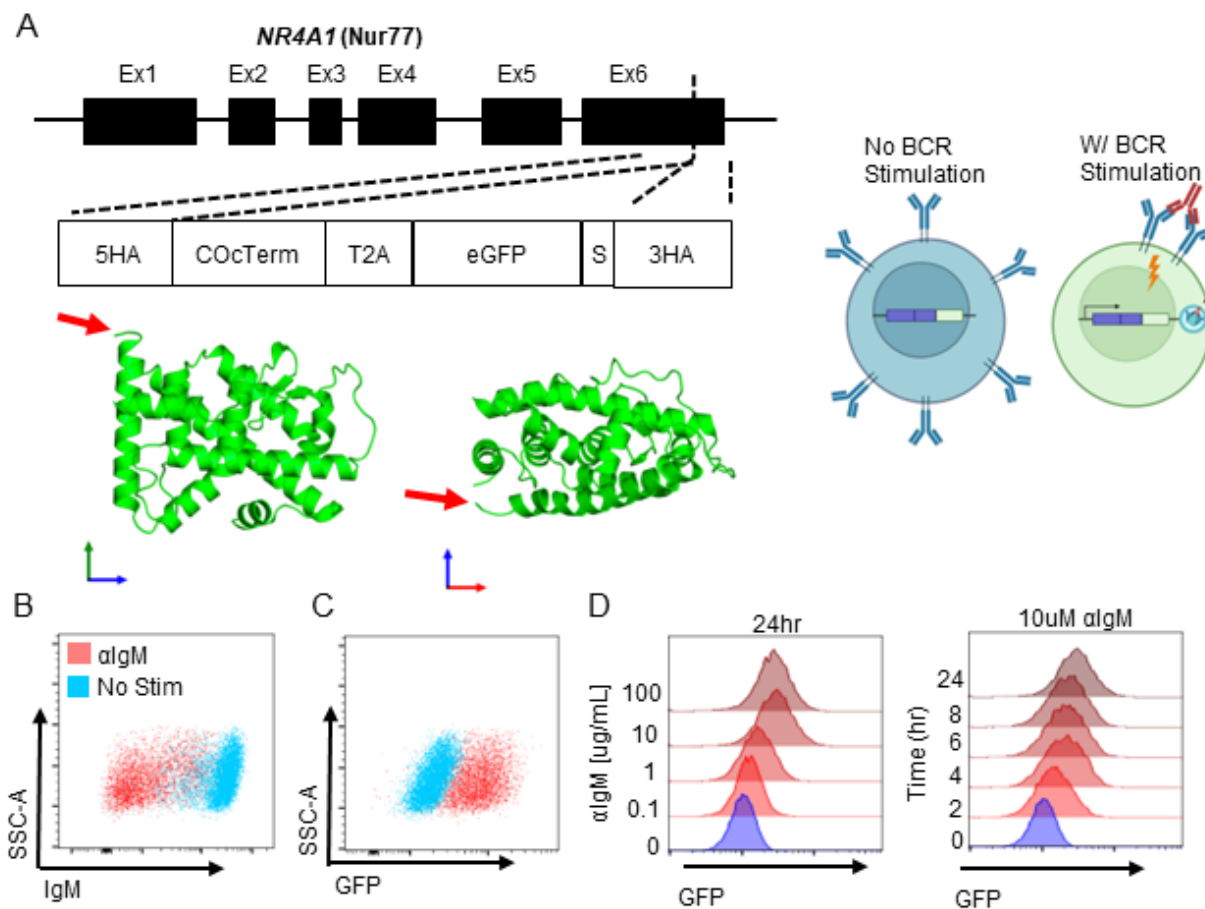 A
NR4A1 (Nur77)
Ex1 Ex2 Ex3 Ex4 Ex5 Ex6
5HA COcTerm T2A eGFP S 3HA
No BCR
Stimulation
W/ BCR
Stimulation
B
αIgM
No Stim
SSC-A
IgM
C
SSC-A
GFP
D
24hr
αIgM [ug/mL]
100
10
1
0.1
0
GFP
10uM αIgM
Time (hr)
24
8
6
4
2
0
GFP